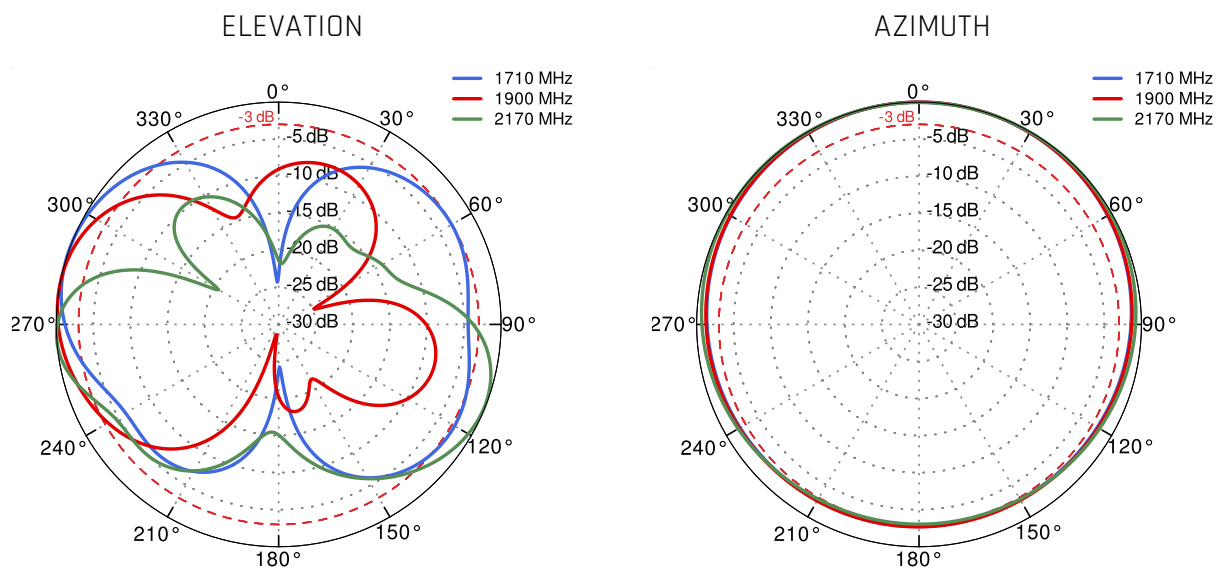 ELEVATION
1710 MHz
1900 MHz
2170 MHz
0°
-3 dB
330°
30°
-5 dB
-10 dB
300°
60°
-15 dB
-20 dB
-25 dB
-30 dB
270°
90°
240°
120°
210°
150°
180°
AZIMUTH
1710 MHz
1900 MHz
2170 MHz
0°
-3 dB
330°
30°
-5 dB
-10 dB
300°
60°
-15 dB
-20 dB
-25 dB
-30 dB
270°
90°
240°
120°
210°
150°
180°